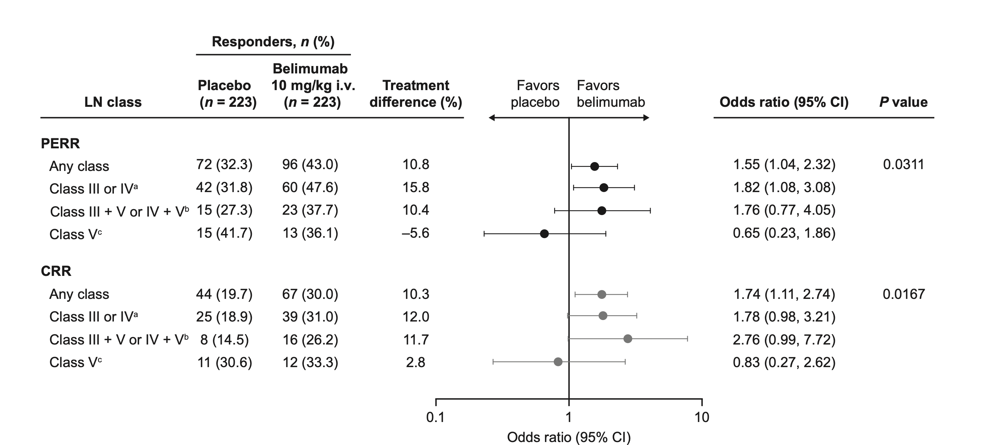 Responders, n (%)
Belimumab
Placebo 10 mg/kg i.v. Treatment Favors Favors
LN class (n = 223) (n = 223) difference (%) placebo belimumab Odds ratio (95% CI) P value
PERR
Any class 72 (32.3) 96 (43.0) 10.8 1.55 (1.04, 2.32) 0.0311
Class III or IVᵃ 42 (31.8) 60 (47.6) 15.8 1.82 (1.08, 3.08)
Class III + V or IV + Vᵇ 15 (27.3) 23 (37.7) 10.4 1.76 (0.77, 4.05)
Class Vᶜ 15 (41.7) 13 (36.1) –5.6 0.65 (0.23, 1.86)
CRR
Any class 44 (19.7) 67 (30.0) 10.3 1.74 (1.11, 2.74) 0.0167
Class III or IVᵃ 25 (18.9) 39 (31.0) 12.0 1.78 (0.98, 3.21)
Class III + V or IV + Vᵇ 8 (14.5) 16 (26.2) 11.7 2.76 (0.99, 7.72)
Class Vᶜ 11 (30.6) 12 (33.3) 2.8 0.83 (0.27, 2.62)
0.1 1 10
Odds ratio (95% CI)